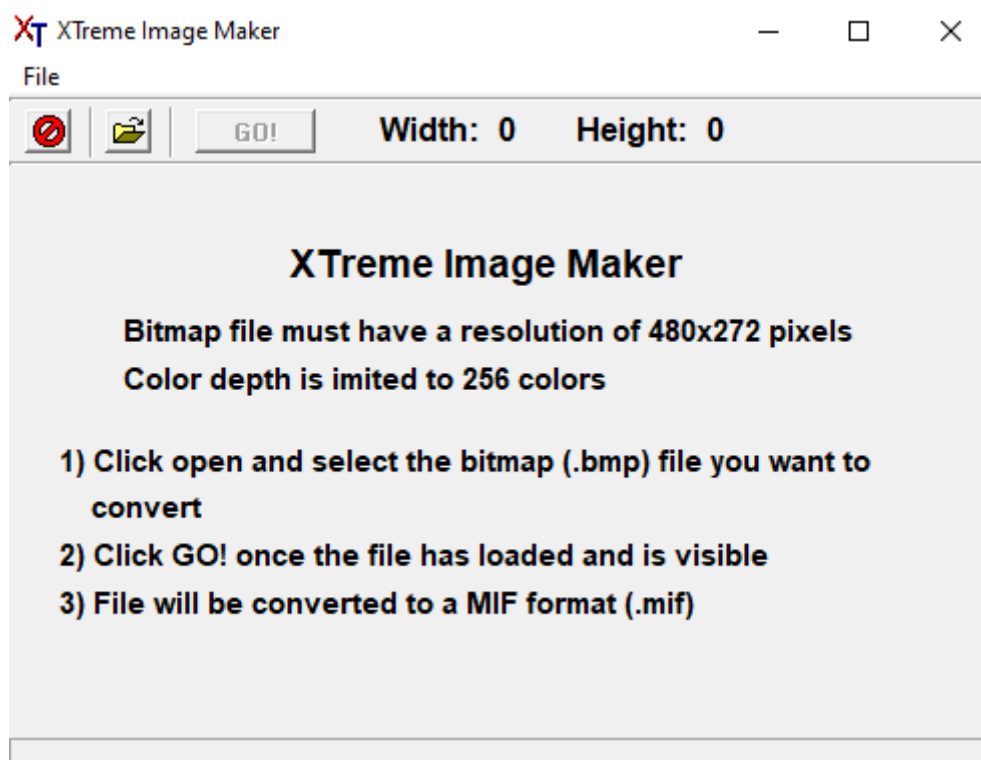 XT XTreme Image Maker
File
GO! Width: 0 Height: 0
XTreme Image Maker
Bitmap file must have a resolution of 480x272 pixels
Color depth is imited to 256 colors
1) Click open and select the bitmap (.bmp) file you want to
convert
2) Click GO! once the file has loaded and is visible
3) File will be converted to a MIF format (.mif)